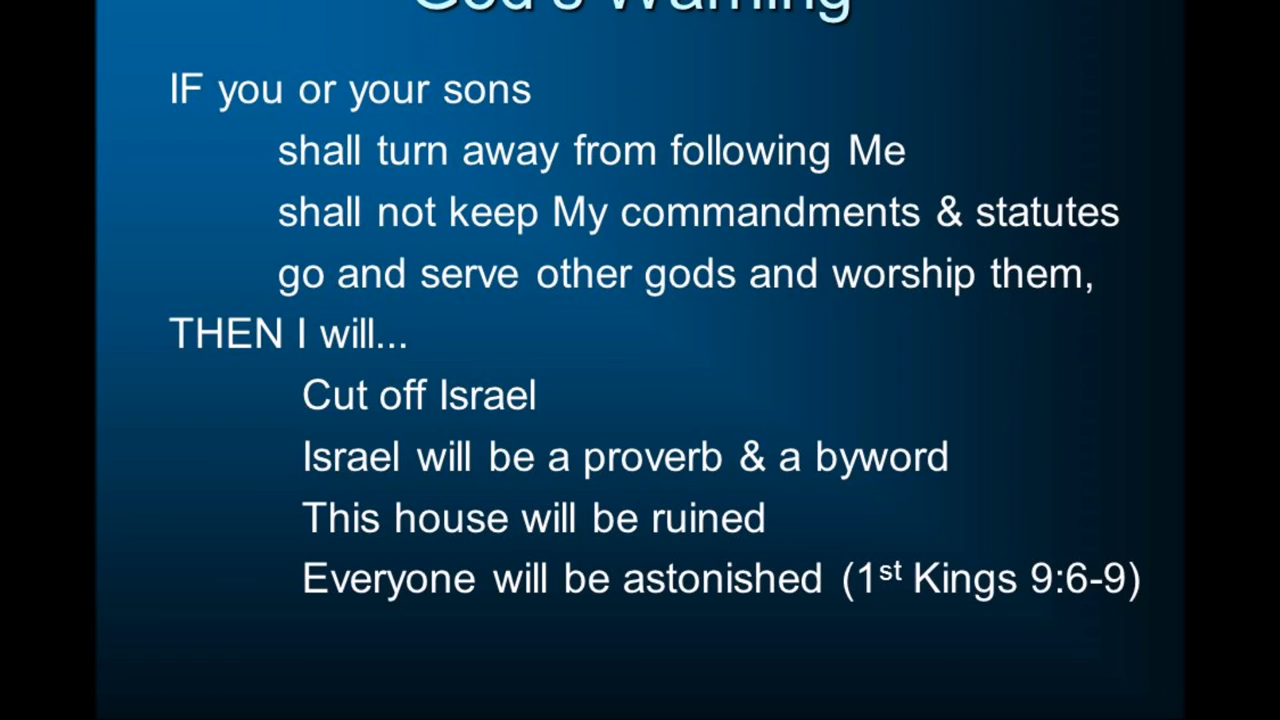 God's Warning
IF you or your sons
shall turn away from following Me
shall not keep My commandments & statutes
go and serve other gods and worship them,
THEN I will...
Cut off Israel
Israel will be a proverb & a byword
This house will be ruined
Everyone will be astonished (1st Kings 9:6-9)